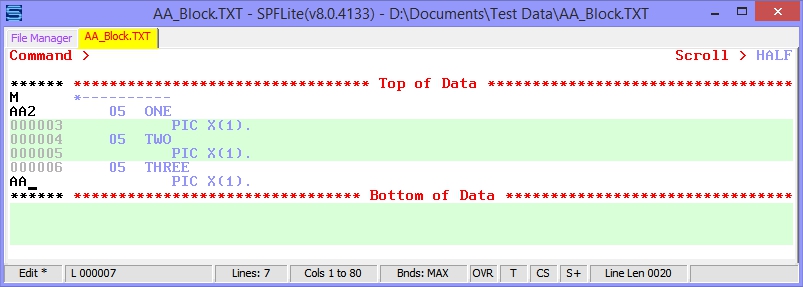 AA_Block.TXT - SPFLite(v8.0.4133) - D:\Documents\Test Data\AA_Block.TXT
File Manager AA_Block.TXT
Command > Scroll > HALF
****** ********************************* Top of Data **********************************
M *----------
AA2 05 ONE
000003 PIC X(1).
000004 05 TWO
000005 PIC X(1).
000006 05 THREE
AA_ PIC X(1).
****** ******************************** Bottom of Data ********************************
Edit * L 000007 Lines: 7 Cols 1 to 80 Bnds: MAX OVR T CS S+ Line Len 0020